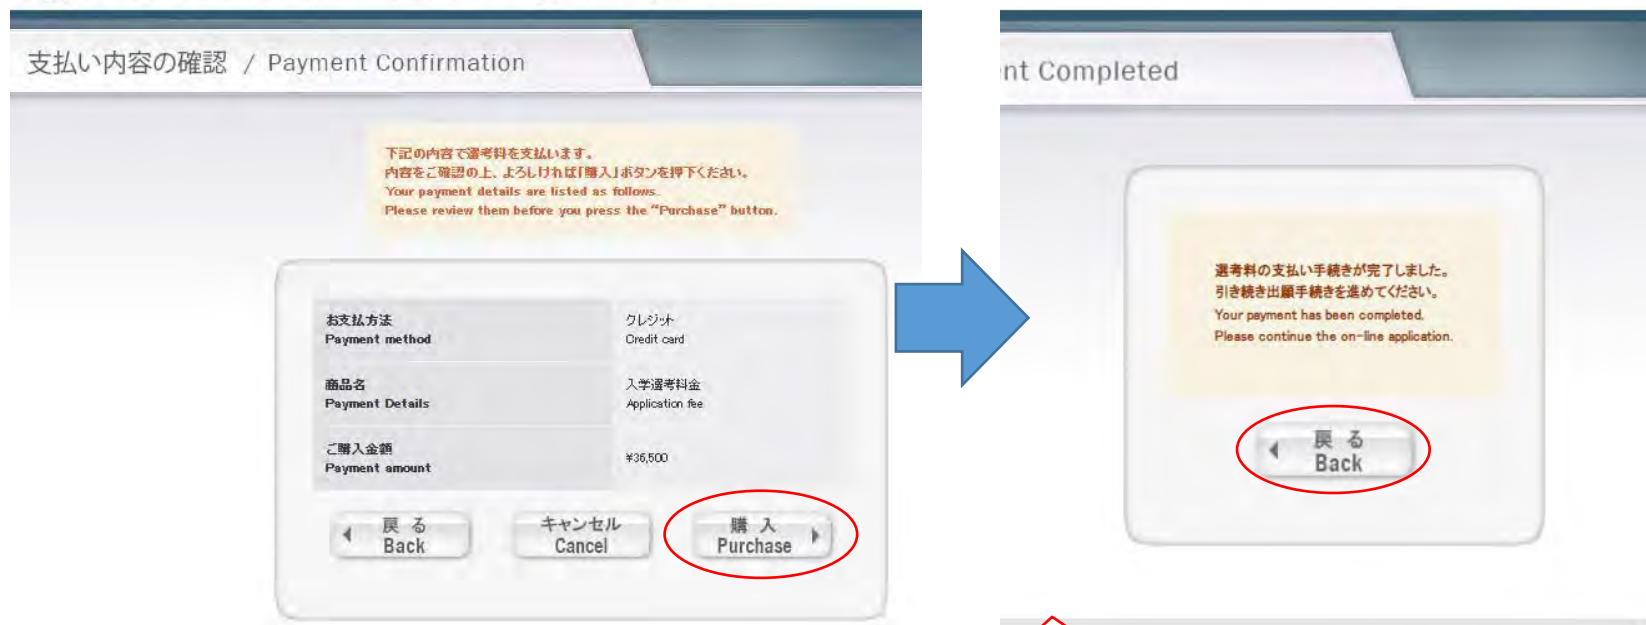 支払い内容の確認 / Payment Confirmation
下記の内容で選考料を支払います。
内容をご確認の上、よろしければ「購入」ボタンを押下ください。
Your payment details are listed as follows.
Please review them before you press the “Purchase” button.
お支払方法
Payment method
クレジット
Credit card
商品名
Payment Details
入学選考料金
Application fee
ご購入金額
Payment amount
¥36,500
戻る
Back
キャンセル
Cancel
購入
Purchase
nt Completed
選考料の支払い手続きが完了しました。
引き続き出願手続きを進めてください。
Your payment has been completed.
Please continue the on-line application.
戻る
Back